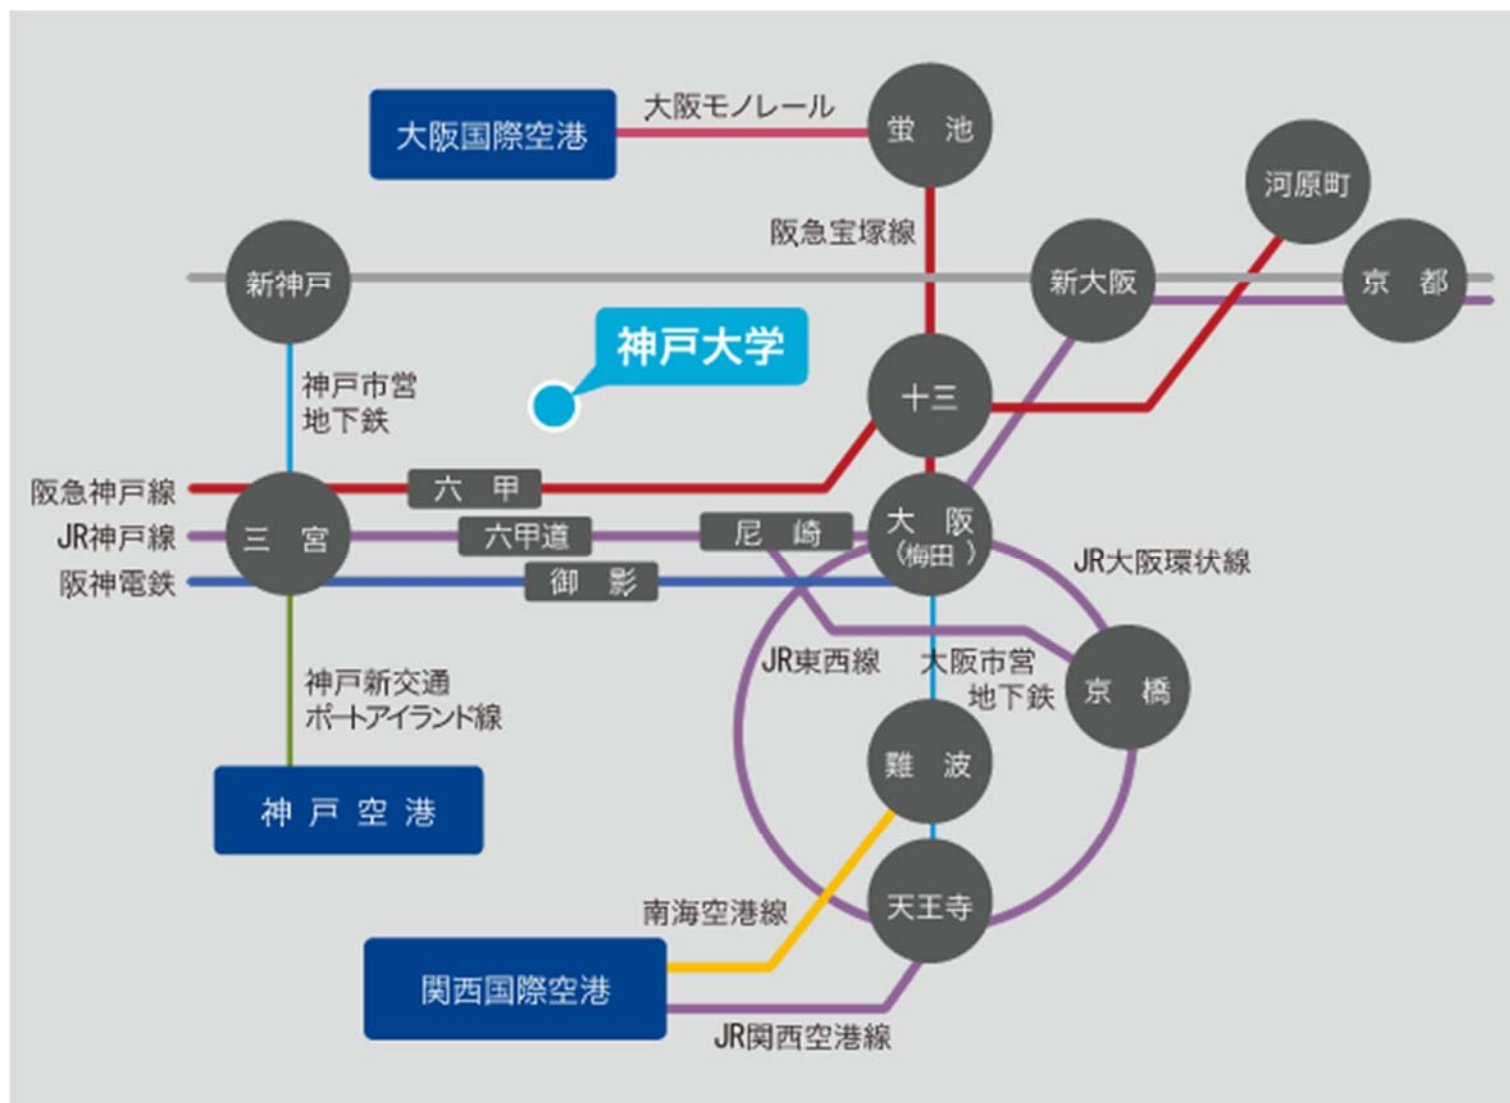 大阪国際空港
大阪モノレール
蛍 池
河原町
阪急宝塚線
新神戸
新大阪
京 都
神戸大学
神戸市営
地下鉄
十三
阪急神戸線
六 甲
JR神戸線
三 宮
六甲道
尼 崎
大 阪
(梅田)
JR大阪環状線
阪神電鉄
御 影
JR東西線
大阪市営
地下鉄
神戸新交通
ポートアイランド線
京 橋
難 波
神戸空港
天王寺
南海空港線
関西国際空港
JR関西空港線